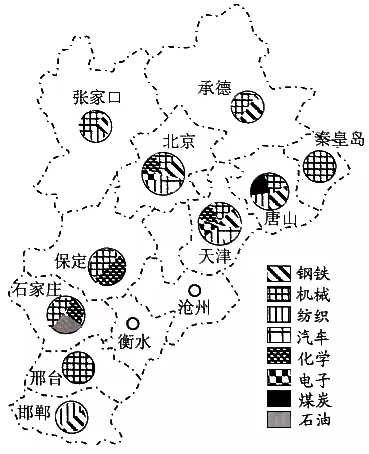 张家口
承德
北京
秦皇岛
唐山
天津
保定
沧州
石家庄
衡水
邢台
邯郸
钢铁
机械
纺织
汽车
化学
电子
煤炭
石油